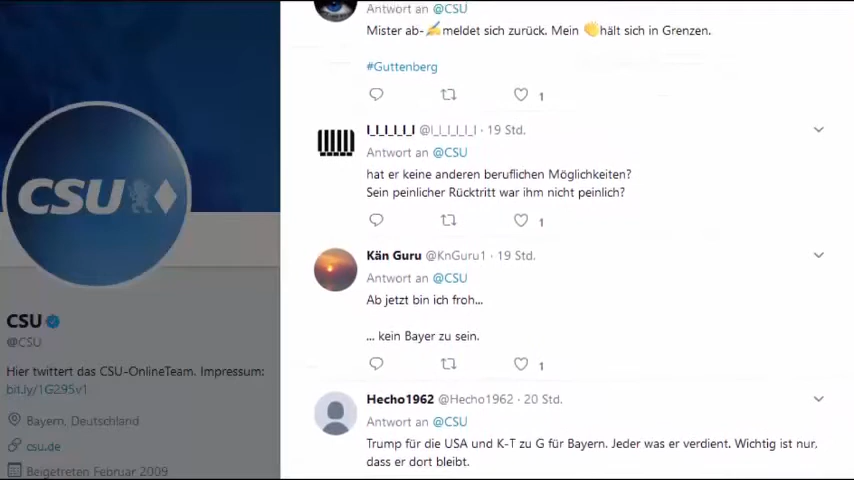 CSU
CSU
@CSU
Hier twittert das CSU-OnlineTeam. Impressum:
bit.ly/1G295v1
Bayern, Deutschland
csu.de
Beigetreten Februar 2009
Antwort an @CSU
Mister ab-✍️meldet sich zurück. Mein 👏hält sich in Grenzen.
#Guttenberg
1
I_I_I_I_I_I @I_I_I_I_I_I · 19 Std.
Antwort an @CSU
hat er keine anderen beruflichen Möglichkeiten?
Sein peinlicher Rücktritt war ihm nicht peinlich?
1
Kän Guru @KnGuru1 · 19 Std.
Antwort an @CSU
Ab jetzt bin ich froh...
... kein Bayer zu sein.
1
Hecho1962 @Hecho1962 · 20 Std.
Antwort an @CSU
Trump für die USA und K-T zu G für Bayern. Jeder was er verdient. Wichtig ist nur,
dass er dort bleibt.